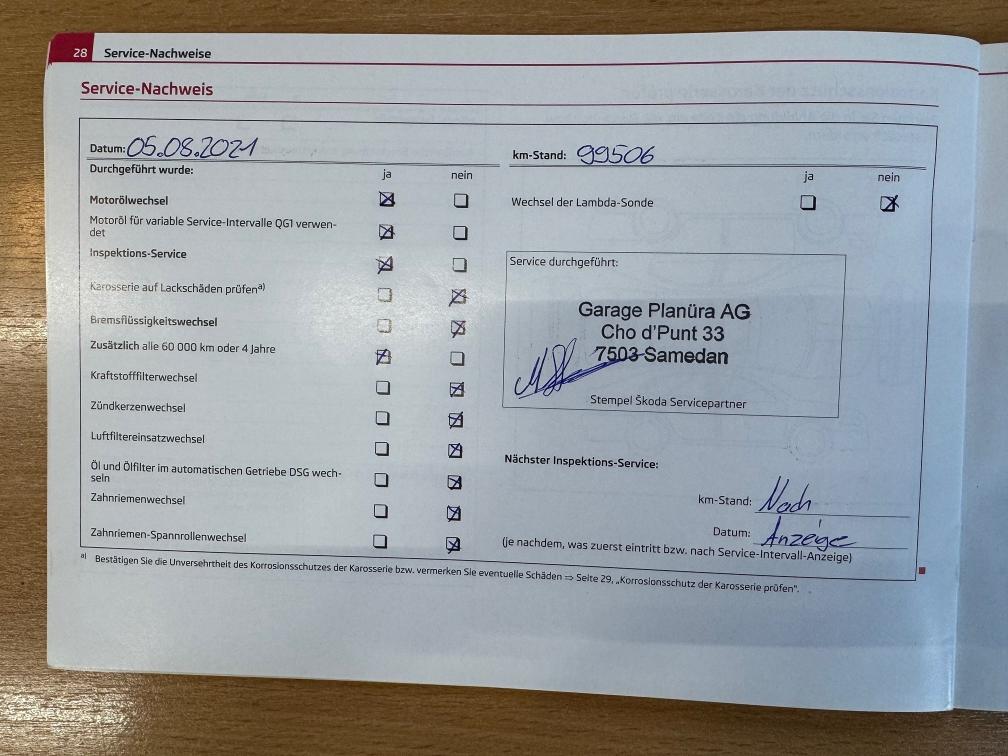 28 Service-Nachweise
Service-Nachweis
Datum: 05.08.2021
km-Stand: 99506
Durchgeführt wurde:
ja nein
ja nein
Motorölwechsel
Wechsel der Lambda-Sonde
Motoröl für variable Service-Intervalle QG1 verwen-
det
Inspektions-Service
Karosserie auf Lackschäden prüfen a)
Bremsflüssigkeitswechsel
Zusätzlich alle 60 000 km oder 4 Jahre
Kraftstofffilterwechsel
Zündkerzenwechsel
Luftfiltereinsatzwechsel
Öl und Ölfilter im automatischen Getriebe DSG wech-
seln
Zahnriemenwechsel
Zahnriemen-Spannrollenwechsel
Service durchgeführt:
Garage Planüra AG
Cho d'Punt 33
7503 Samedan
Stempel Škoda Servicepartner
Nächster Inspektions-Service:
km-Stand: Nach
Datum: Anzeige
(je nachdem, was zuerst eintritt bzw. nach Service-Intervall-Anzeige)
a) Bestätigen Sie die Unversehrtheit des Korrosionsschutzes der Karosserie bzw. vermerken Sie eventuelle Schäden ⇒ Seite 29, „Korrosionsschutz der Karosserie prüfen".